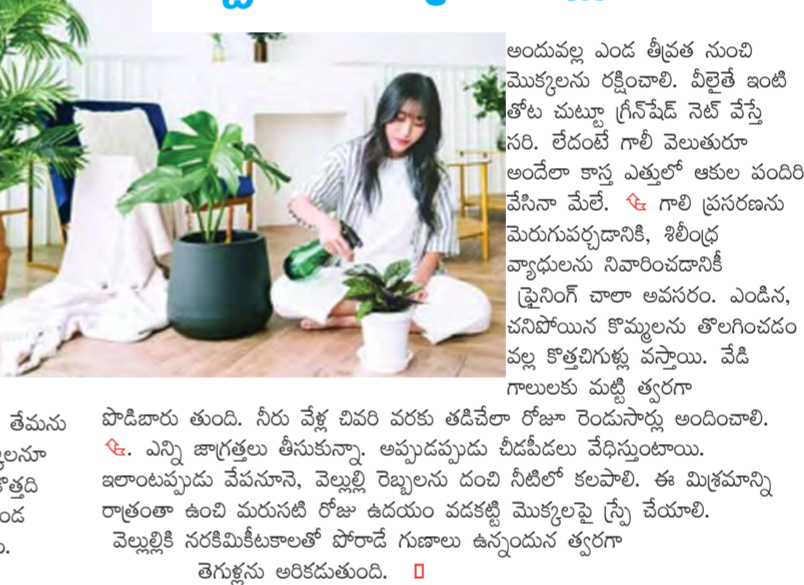 అందువల్ల ఎండ తీవ్రత నుంచి
మొక్కలను రక్షించాలి. వీలైతే ఇంటి
తోట చుట్టూ గ్రీన్‌షేడ్ నెట్ వేస్తే
సరి. లేదంటే గాలీ వెలుతురూ
అందేలా కాస్త ఎత్తులో ఆకుల పందిరి
వేసినా మేలే. గాలి ప్రసరణను
మెరుగుపర్చడానికి, శిలీంధ్ర
వ్యాధులను నివారించడానికీ
ప్రైనింగ్ చాలా అవసరం. ఎండిన,
చనిపోయిన కొమ్మలను తొలగించడం
వల్ల కొత్తచిగుళ్లు వస్తాయి. వేడి
గాలులకు మట్టి త్వరగా
పొడిబారు తుంది. నీరు వేళ్ల చివరి వరకు తడిచేలా రోజూ రెండుసార్లు అందించాలి.
. ఎన్ని జాగ్రత్తలు తీసుకున్నా. అప్పుడప్పుడు చీడపీడలు వేధిస్తుంటాయి.
ఇలాంటప్పుడు వేపనూనె, వెల్లుల్లి రెబ్బలను దంచి నీటిలో కలపాలి. ఈ మిశ్రమాన్ని
రాత్రంతా ఉంచి మరుసటి రోజు ఉదయం వడకట్టి మొక్కలపై స్ప్రే చేయాలి.
వెల్లుల్లికి నరకిమికీటకాలతో పోరాడే గుణాలు ఉన్నందున త్వరగా
తెగుళ్లను అరికడుతుంది.
తేమను